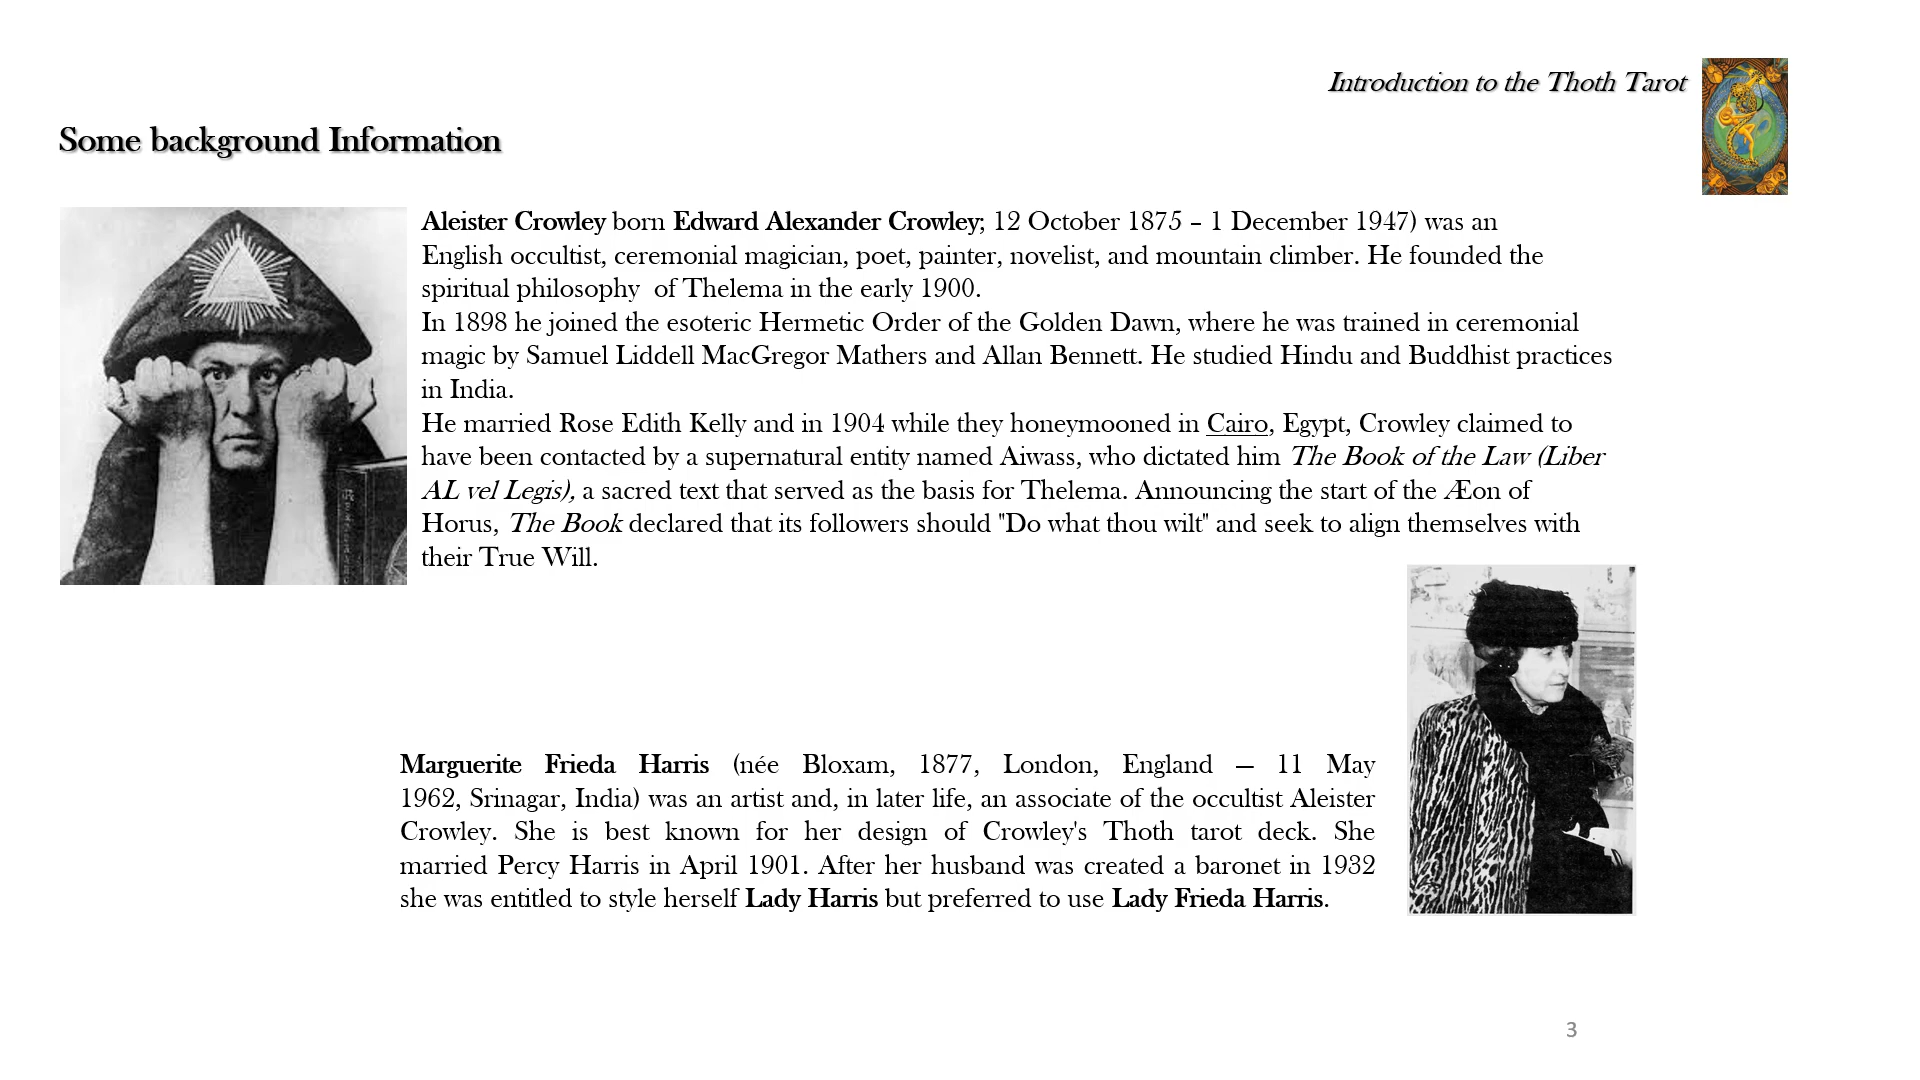 Introduction to the Thoth Tarot
Some background Information
Aleister Crowley born Edward Alexander Crowley; 12 October 1875 – 1 December 1947) was an
English occultist, ceremonial magician, poet, painter, novelist, and mountain climber. He founded the
spiritual philosophy  of Thelema in the early 1900.
In 1898 he joined the esoteric Hermetic Order of the Golden Dawn, where he was trained in ceremonial
magic by Samuel Liddell MacGregor Mathers and Allan Bennett. He studied Hindu and Buddhist practices
in India.
He married Rose Edith Kelly and in 1904 while they honeymooned in Cairo, Egypt, Crowley claimed to
have been contacted by a supernatural entity named Aiwass, who dictated him The Book of the Law (Liber
AL vel Legis), a sacred text that served as the basis for Thelema. Announcing the start of the Æon of
Horus, The Book declared that its followers should "Do what thou wilt" and seek to align themselves with
their True Will.
Marguerite Frieda Harris (née Bloxam, 1877, London, England — 11 May
1962, Srinagar, India) was an artist and, in later life, an associate of the occultist Aleister
Crowley. She is best known for her design of Crowley's Thoth tarot deck. She
married Percy Harris in April 1901. After her husband was created a baronet in 1932
she was entitled to style herself Lady Harris but preferred to use Lady Frieda Harris.
3